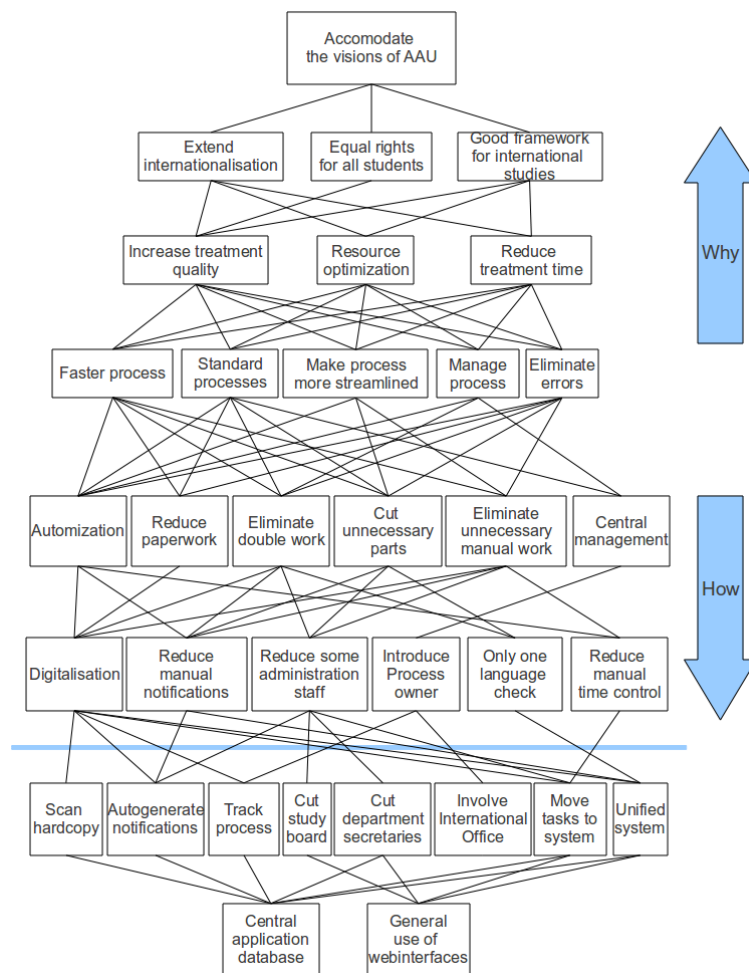 Accomodate
the visions of AAU
Extend
internationalisation
Equal rights
for all students
Good framework
for international
studies
Why
Increase treatment
quality
Resource
optimization
Reduce
treatment time
Faster process
Standard
processes
Make process
more streamlined
Manage
process
Eliminate
errors
How
Automization
Reduce
paperwork
Eliminate
double work
Cut
unnecessary
parts
Eliminate
unnecessary
manual work
Central
management
Digitalisation
Reduce
manual
notifications
Reduce some
administration
staff
Introduce
Process
owner
Only one
language
check
Reduce
manual
time control
Scan
hardcopy
Autogenerate
notifications
Track
process
Cut
study
board
Cut
department
secretaries
Involve
International
Office
Move
tasks to
system
Unified
system
Central
application
database
General
use of
webinterfaces